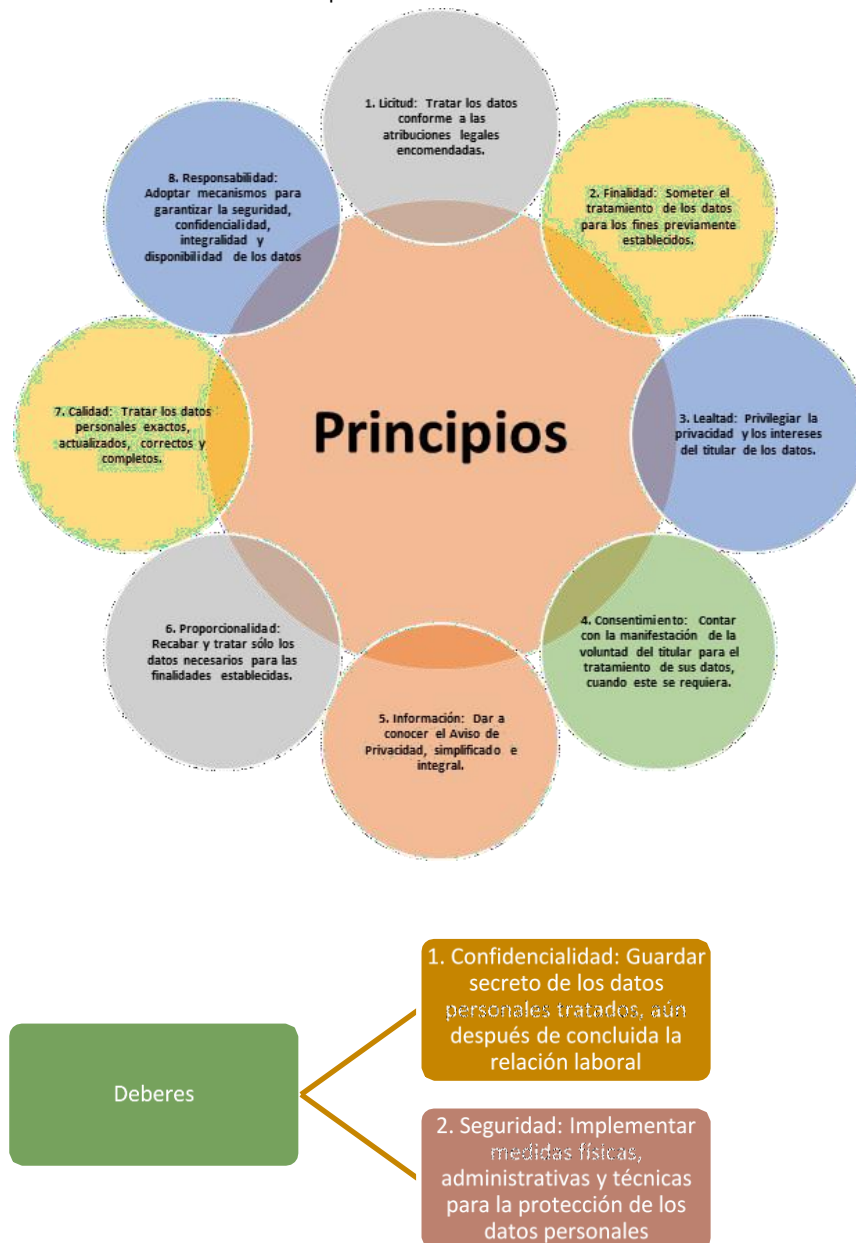 1. Licitud: Tratar los datos
conforme a las
atribuciones legales
encomendadas.
2. Finalidad: Someter el
tratamiento de los datos
para los fines previamente
establecidos.
3. Lealtad: Privilegiar la
privacidad y los intereses
del titular de los datos.
4. Consentimiento: Contar
con la manifestación de la
voluntad del titular para el
tratamiento de sus datos,
cuando este se requiera.
5. Información: Dar a
conocer el Aviso de
Privacidad, simplificado e
integral.
6. Proporcionalidad:
Recabar y tratar sólo los
datos necesarios para las
finalidades establecidas.
7. Calidad: Tratar los datos
personales exactos,
actualizados, correctos y
completos.
8. Responsabilidad:
Adoptar mecanismos para
garantizar la seguridad,
confidencialidad,
integralidad y
disponibilidad de los datos
Principios
Deberes
1. Confidencialidad: Guardar
secreto de los datos
personales tratados, aún
después de concluida la
relación laboral
2. Seguridad: Implementar
medidas físicas,
administrativas y técnicas
para la protección de los
datos personales